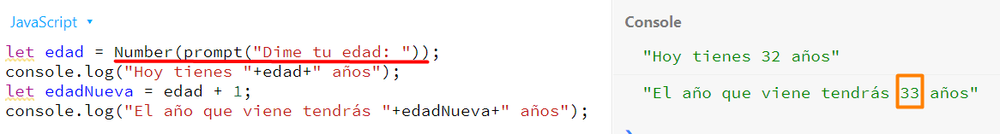 JavaScript
let edad = Number(prompt("Dime tu edad: "));
console.log("Hoy tienes "+edad+" años");
let edadNueva = edad + 1;
console.log("El año que viene tendrás "+edadNueva+" años");
Console
"Hoy tienes 32 años"
"El año que viene tendrás 33 años"